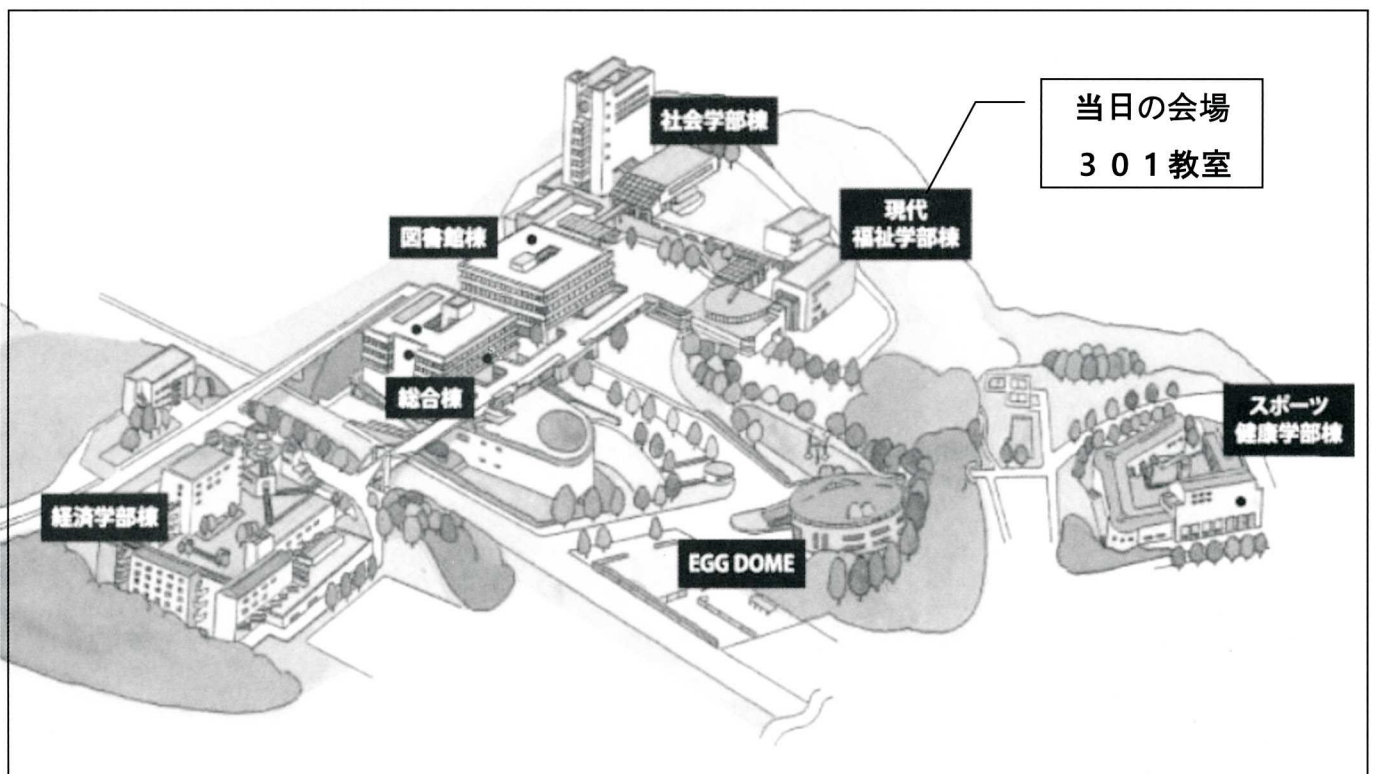 社会学部棟
当日の会場
３０１教室
現代
福祉学部棟
図書館棟
総合棟
スポーツ
健康学部棟
経済学部棟
EGG DOME